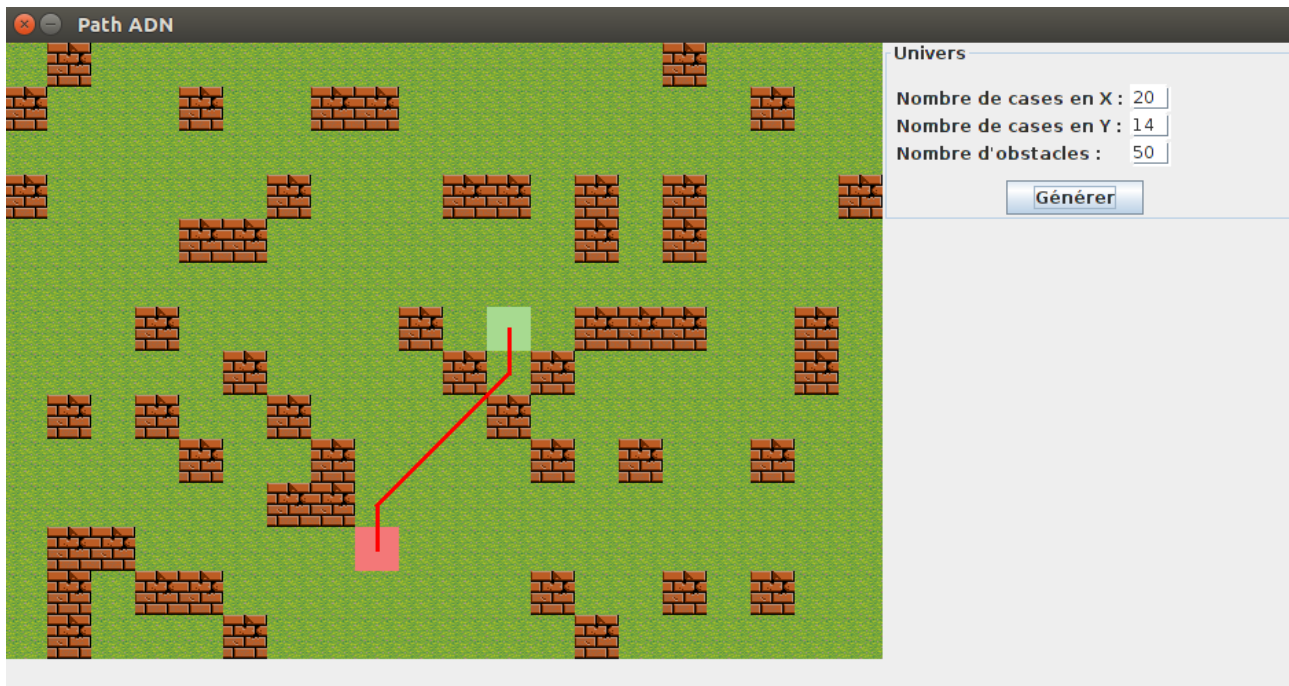 Path ADN
Univers
Nombre de cases en X : 20
Nombre de cases en Y : 14
Nombre d'obstacles : 50
Générer